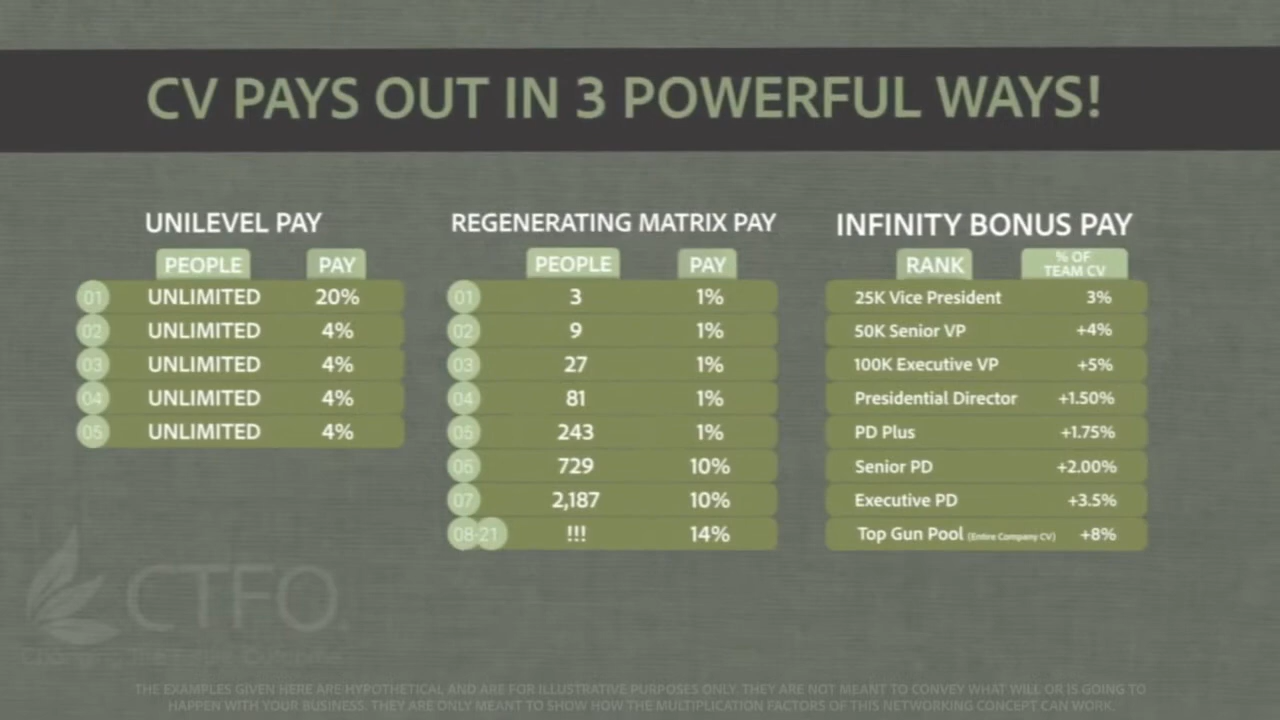 CV PAYS OUT IN 3 POWERFUL WAYS!
UNILEVEL PAY
PEOPLE PAY
01 UNLIMITED 20%
02 UNLIMITED 4%
03 UNLIMITED 4%
04 UNLIMITED 4%
05 UNLIMITED 4%
REGENERATING MATRIX PAY
PEOPLE PAY
01 3 1%
02 9 1%
03 27 1%
04 81 1%
05 243 1%
06 729 10%
07 2,187 10%
08-21 !!! 14%
INFINITY BONUS PAY
RANK % OF
TEAM CV
25K Vice President 3%
50K Senior VP +4%
100K Executive VP +5%
Presidential Director +1.50%
PD Plus +1.75%
Senior PD +2.00%
Executive PD +3.5%
Top Gun Pool (Entire Company CV) +8%
CTFO
THE EXAMPLES GIVEN HERE ARE HYPOTHETICAL AND ARE FOR ILLUSTRATIVE PURPOSES ONLY. THEY ARE NOT MEANT TO CONVEY WHAT WILL OR IS GOING TO
HAPPEN WITH YOUR BUSINESS. THEY ARE ONLY MEANT TO SHOW HOW THE MULTIPLICATION FACTORS OF THIS NETWORKING CONCEPT CAN WORK.